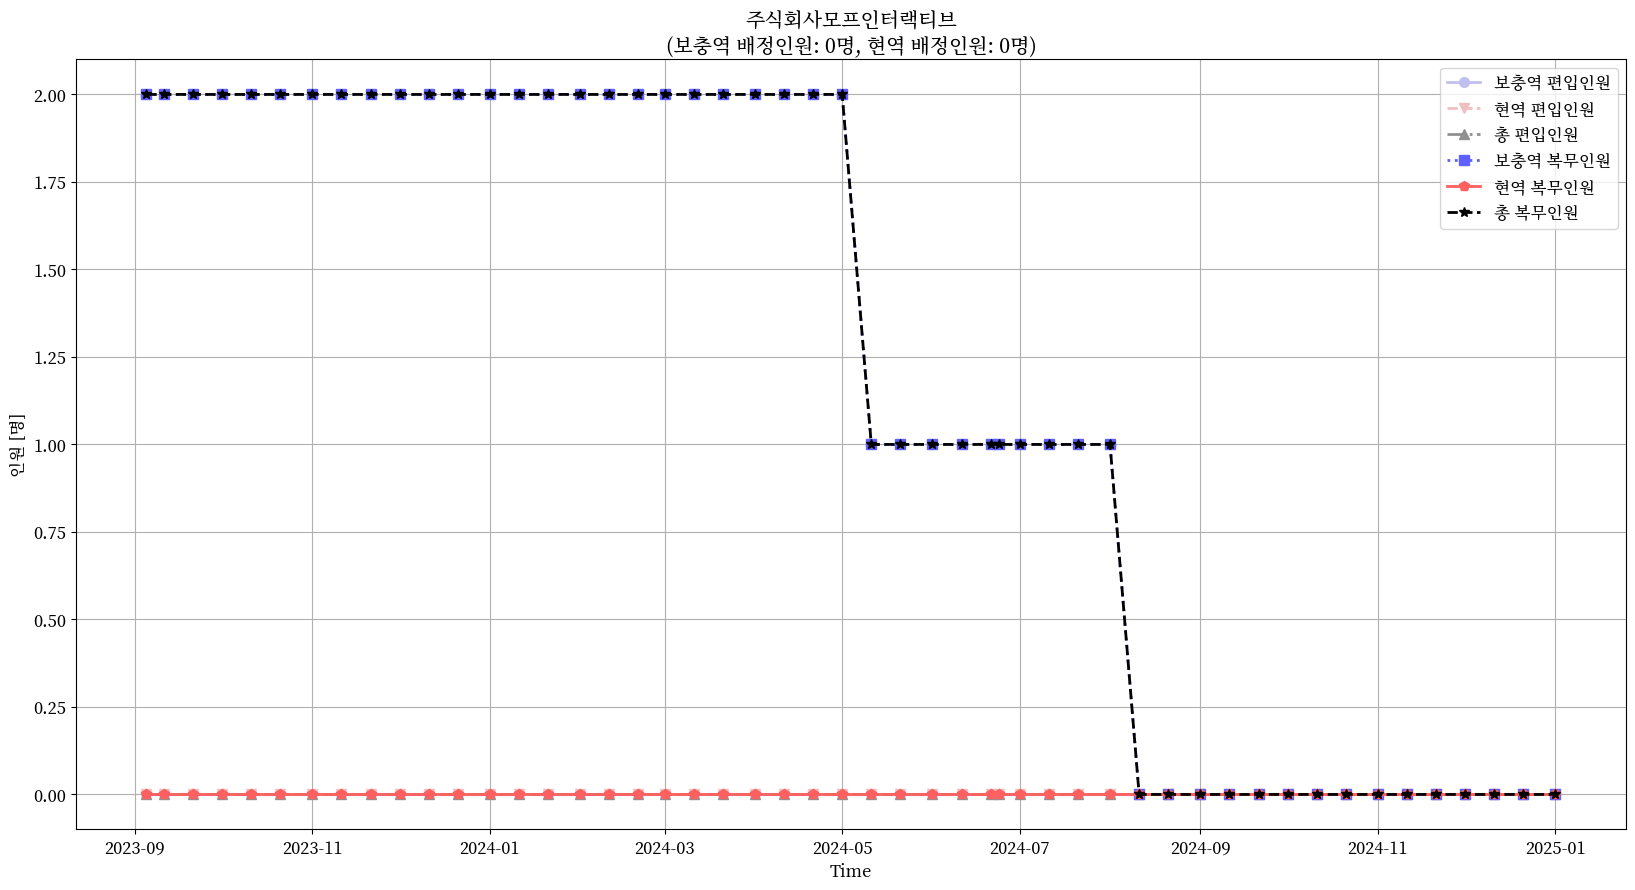 주식회사모프인터랙티브
(보충역 배정인원: 0명, 현역 배정인원: 0명)
보충역 편입인원
현역 편입인원
총 편입인원
보충역 복무인원
현역 복무인원
총 복무인원
인원 [명]
2.00
1.75
1.50
1.25
1.00
0.75
0.50
0.25
0.00
2023-09
2023-11
2024-01
2024-03
2024-05
2024-07
2024-09
2024-11
2025-01
Time